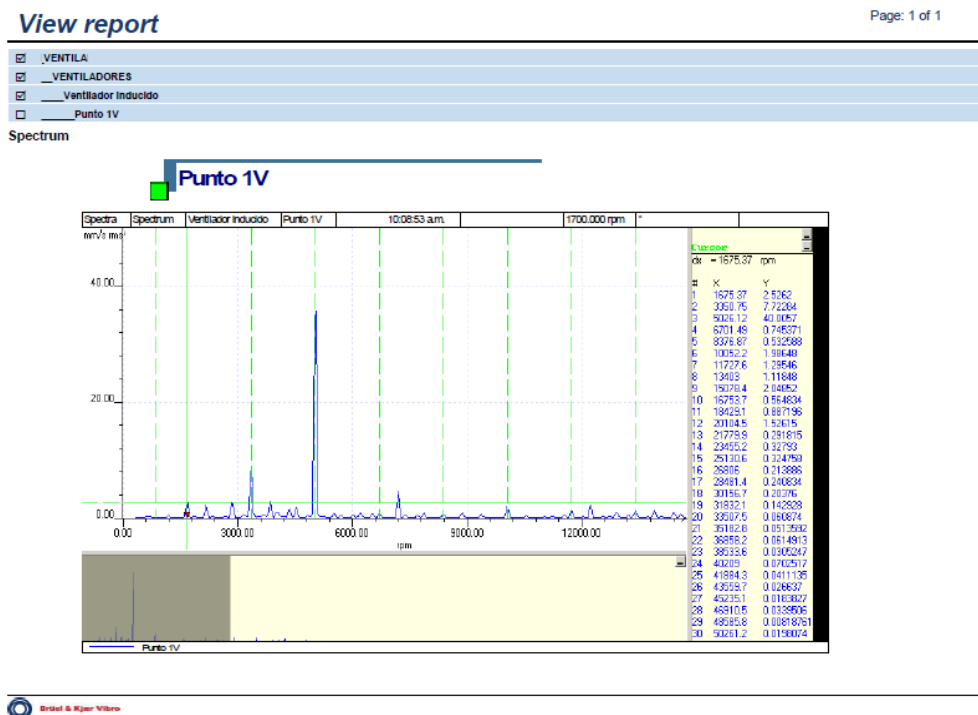 View report
Page: 1 of 1
VENTILA
__VENTILADORES
____Ventilador Inducido
______Punto 1V
Spectrum
Punto 1V
Spectra Spectrum Ventilador Inducido Punto 1V 10:08:53 a.m. 1700.000 rpm *
mm/s rms
40.00
20.00
0.00
0.00 3000.00 6000.00 9000.00 12000.00
rpm
Cursor
dx = 1675.37 rpm
# X Y
1 1675.37 2.5262
2 3350.75 7.72284
3 5026.12 40.0057
4 6701.49 0.745371
5 8376.87 0.532588
6 10052.2 1.98648
7 11727.6 1.29546
8 13403 1.11848
9 15078.4 2.04852
10 16753.7 0.564834
11 18429.1 0.887196
12 20104.5 1.52615
13 21779.9 0.291815
14 23455.2 0.32793
15 25130.6 0.324759
16 26806 0.213886
17 28481.4 0.240834
18 30156.7 0.20376
19 31832.1 0.142928
20 33507.5 0.060874
21 35182.8 0.0513592
22 36858.2 0.0614913
23 38533.6 0.0305247
24 40209 0.0702517
25 41884.3 0.0411135
26 43559.7 0.026637
27 45235.1 0.0183827
28 46910.5 0.0339506
29 48585.8 0.00818761
30 50261.2 0.0198074
Punto 1V
Brüel & Kjær Vibro